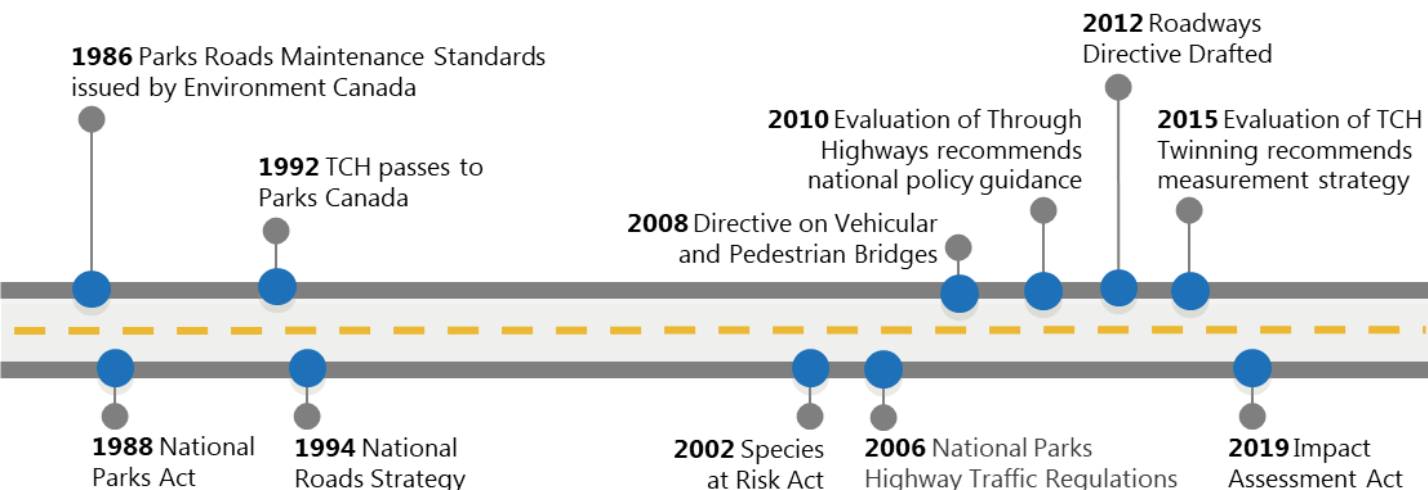 1986 Parks Roads Maintenance Standards
issued by Environment Canada
1992 TCH passes to
Parks Canada
2008 Directive on Vehicular
and Pedestrian Bridges
2010 Evaluation of Through
Highways recommends
national policy guidance
2012 Roadways
Directive Drafted
2015 Evaluation of TCH
Twinning recommends
measurement strategy
1988 National
Parks Act
1994 National
Roads Strategy
2002 Species
at Risk Act
2006 National Parks
Highway Traffic Regulations
2019 Impact
Assessment Act